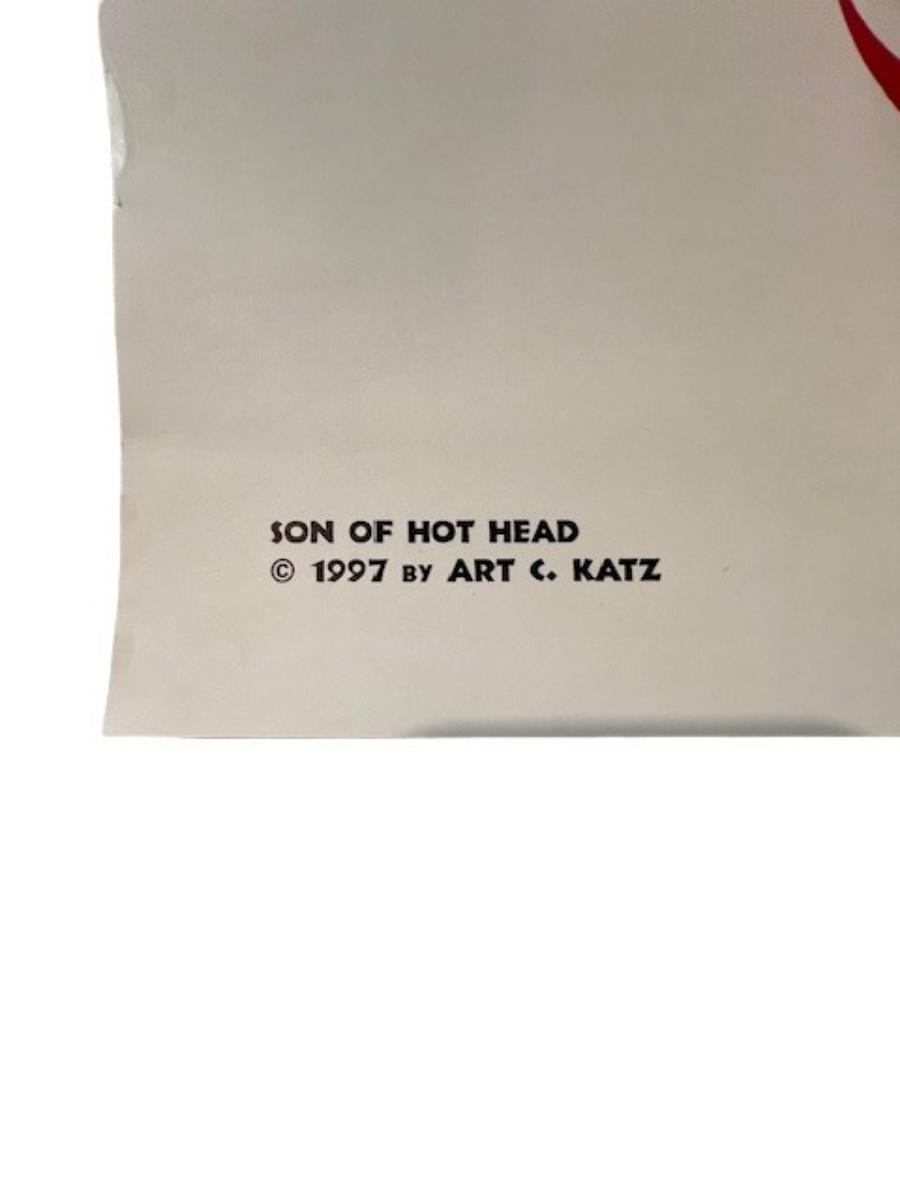 SON OF HOT HEAD
© 1997 BY ART C. KATZ